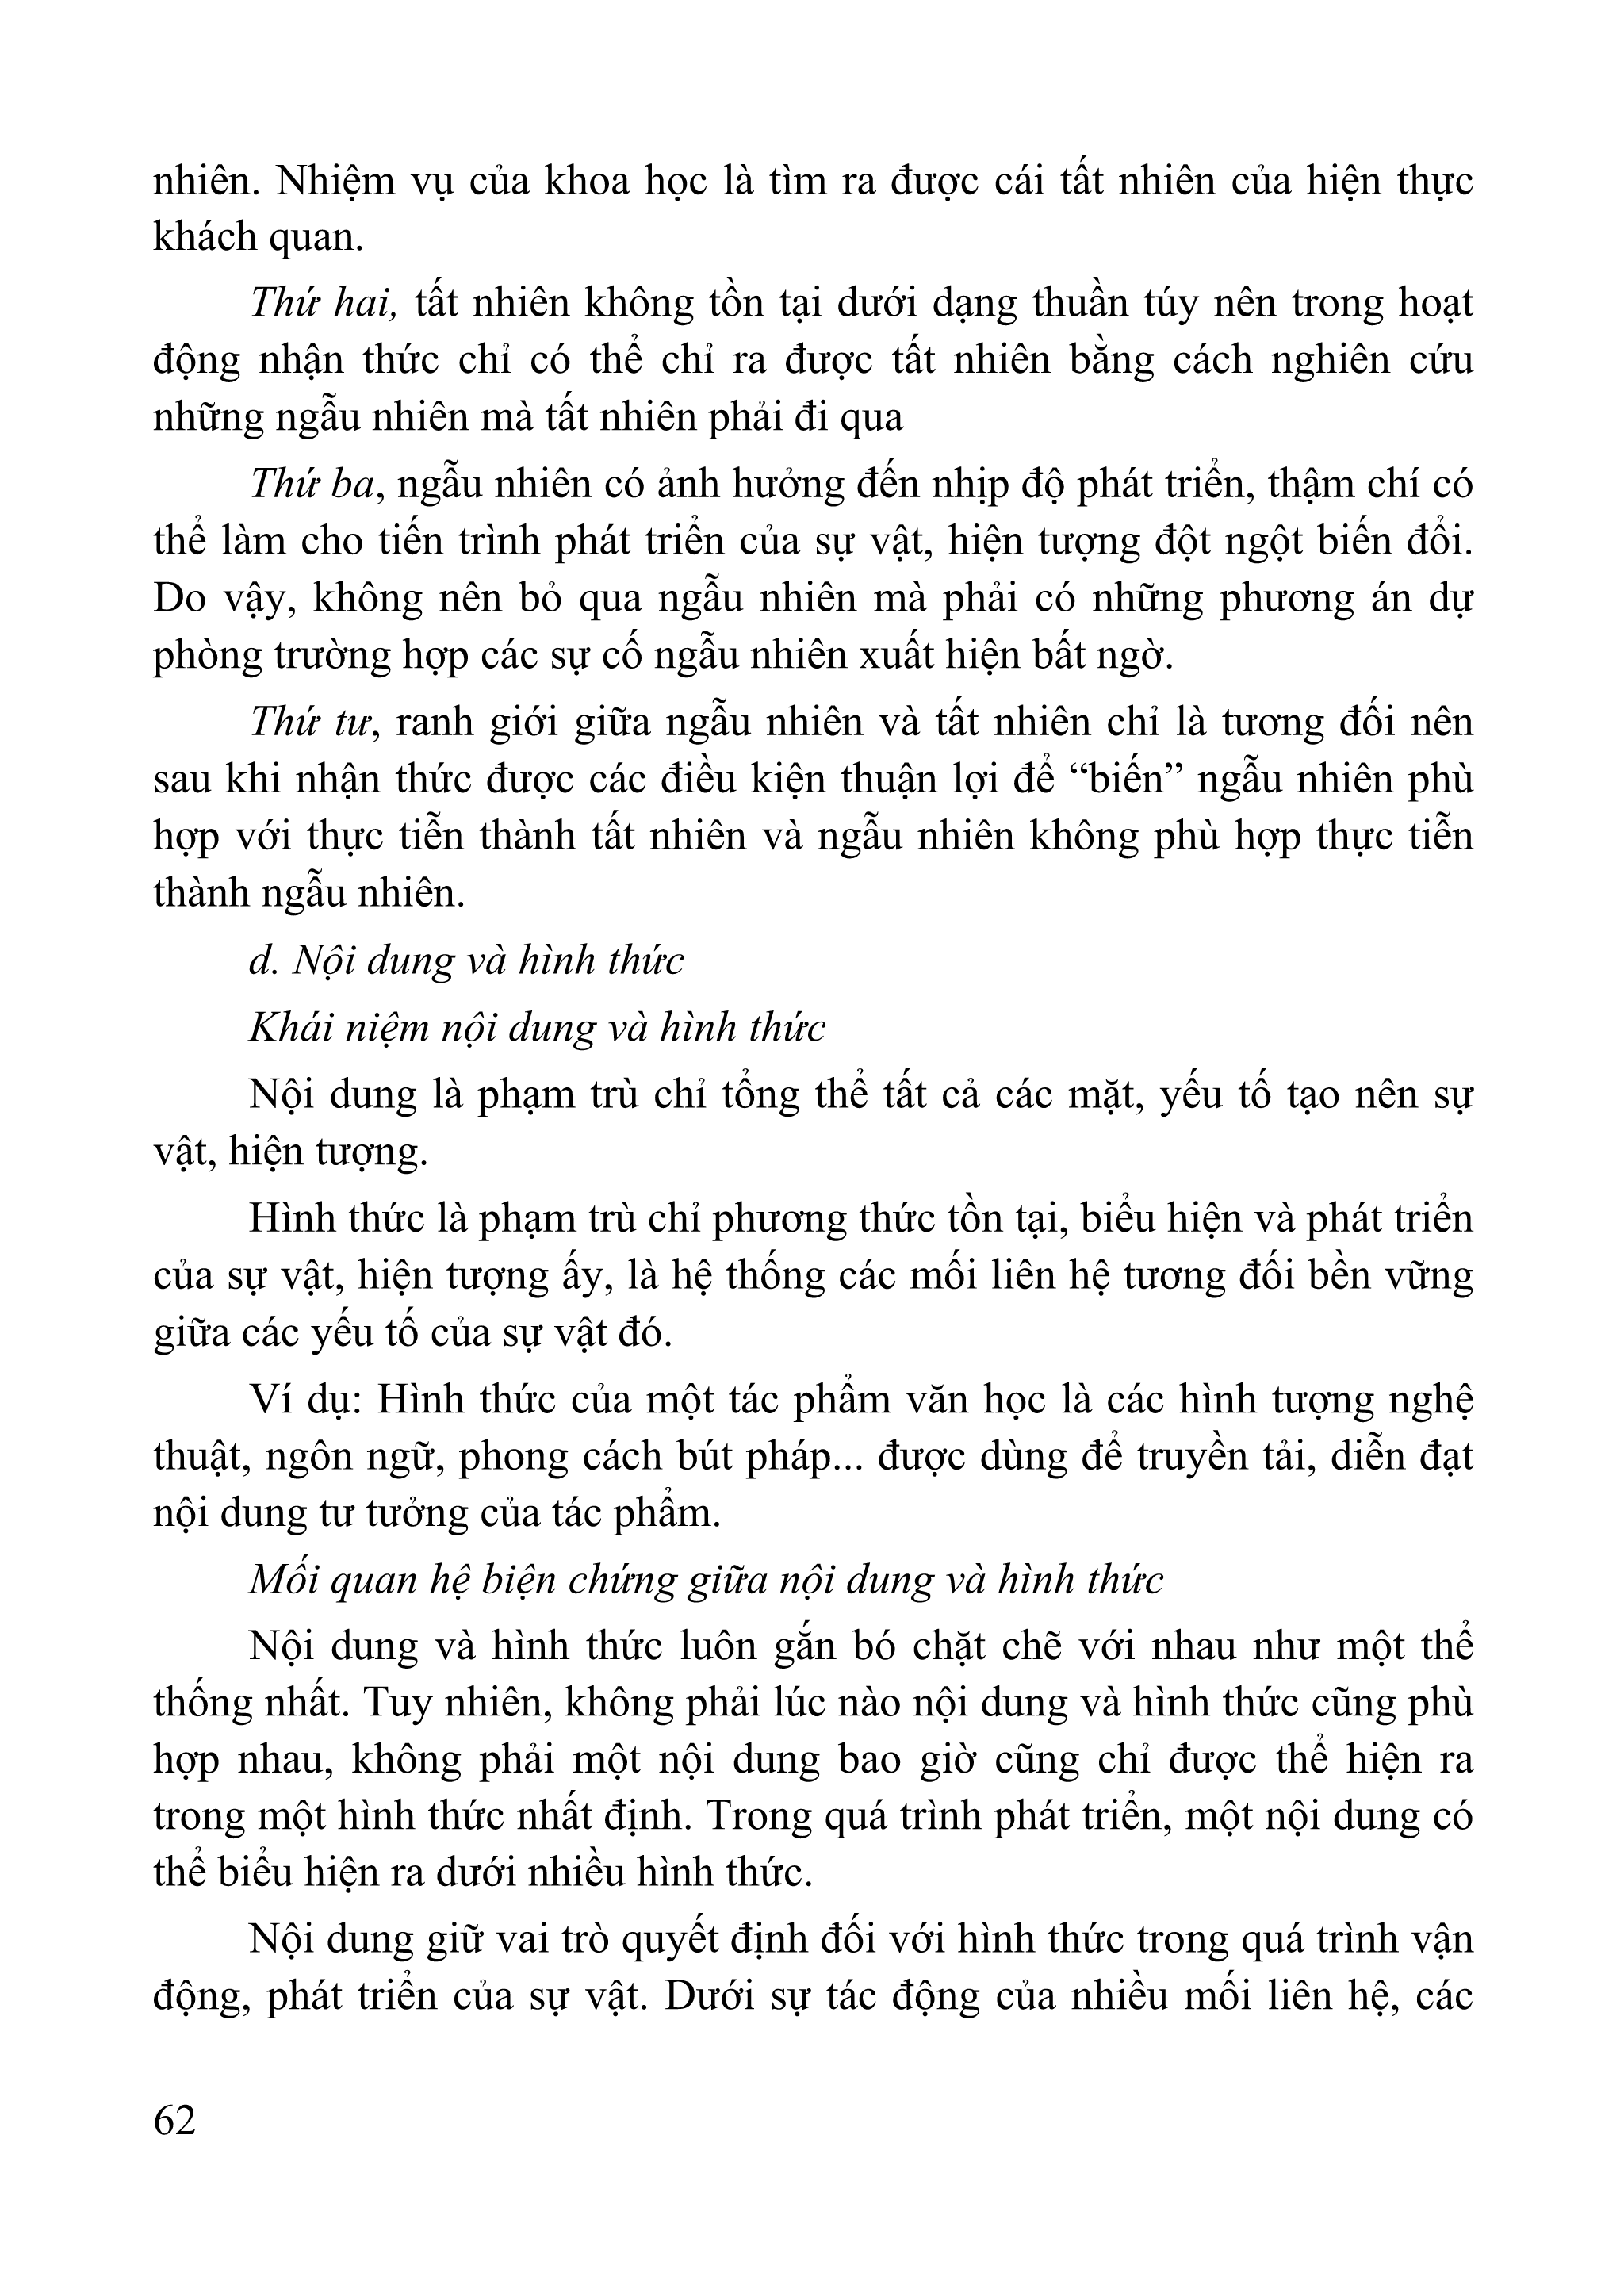 nhiên. Nhiệm vụ của khoa học là tìm ra được cái tất nhiên của hiện thực
khách quan.
Thứ hai, tất nhiên không tồn tại dưới dạng thuần túy nên trong hoạt
động nhận thức chỉ có thể chỉ ra được tất nhiên bằng cách nghiên cứu
những ngẫu nhiên mà tất nhiên phải đi qua
Thứ ba, ngẫu nhiên có ảnh hưởng đến nhịp độ phát triển, thậm chí có
thể làm cho tiến trình phát triển của sự vật, hiện tượng đột ngột biến đổi.
Do vậy, không nên bỏ qua ngẫu nhiên mà phải có những phương án dự
phòng trường hợp các sự cố ngẫu nhiên xuất hiện bất ngờ.
Thứ tư, ranh giới giữa ngẫu nhiên và tất nhiên chỉ là tương đối nên
sau khi nhận thức được các điều kiện thuận lợi để “biến” ngẫu nhiên phù
hợp với thực tiễn thành tất nhiên và ngẫu nhiên không phù hợp thực tiễn
thành ngẫu nhiên.
d. Nội dung và hình thức
Khái niệm nội dung và hình thức
Nội dung là phạm trù chỉ tổng thể tất cả các mặt, yếu tố tạo nên sự
vật, hiện tượng.
Hình thức là phạm trù chỉ phương thức tồn tại, biểu hiện và phát triển
của sự vật, hiện tượng ấy, là hệ thống các mối liên hệ tương đối bền vững
giữa các yếu tố của sự vật đó.
Ví dụ: Hình thức của một tác phẩm văn học là các hình tượng nghệ
thuật, ngôn ngữ, phong cách bút pháp... được dùng để truyền tải, diễn đạt
nội dung tư tưởng của tác phẩm.
Mối quan hệ biện chứng giữa nội dung và hình thức
Nội dung và hình thức luôn gắn bó chặt chẽ với nhau như một thể
thống nhất. Tuy nhiên, không phải lúc nào nội dung và hình thức cũng phù
hợp nhau, không phải một nội dung bao giờ cũng chỉ được thể hiện ra
trong một hình thức nhất định. Trong quá trình phát triển, một nội dung có
thể biểu hiện ra dưới nhiều hình thức.
Nội dung giữ vai trò quyết định đối với hình thức trong quá trình vận
động, phát triển của sự vật. Dưới sự tác động của nhiều mối liên hệ, các
62